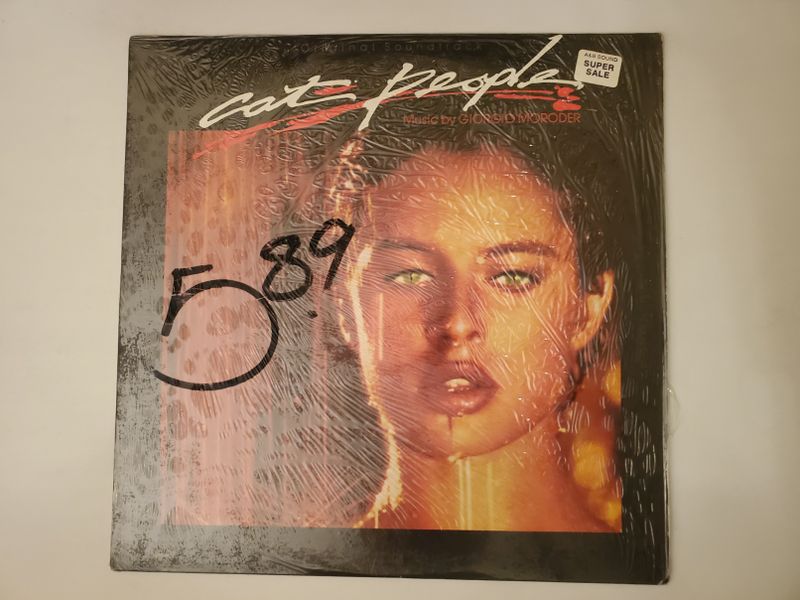 Original Soundtrack
cat people
Music by GIORGIO MORODER
A&B SOUND
SUPER
SALE
5.89